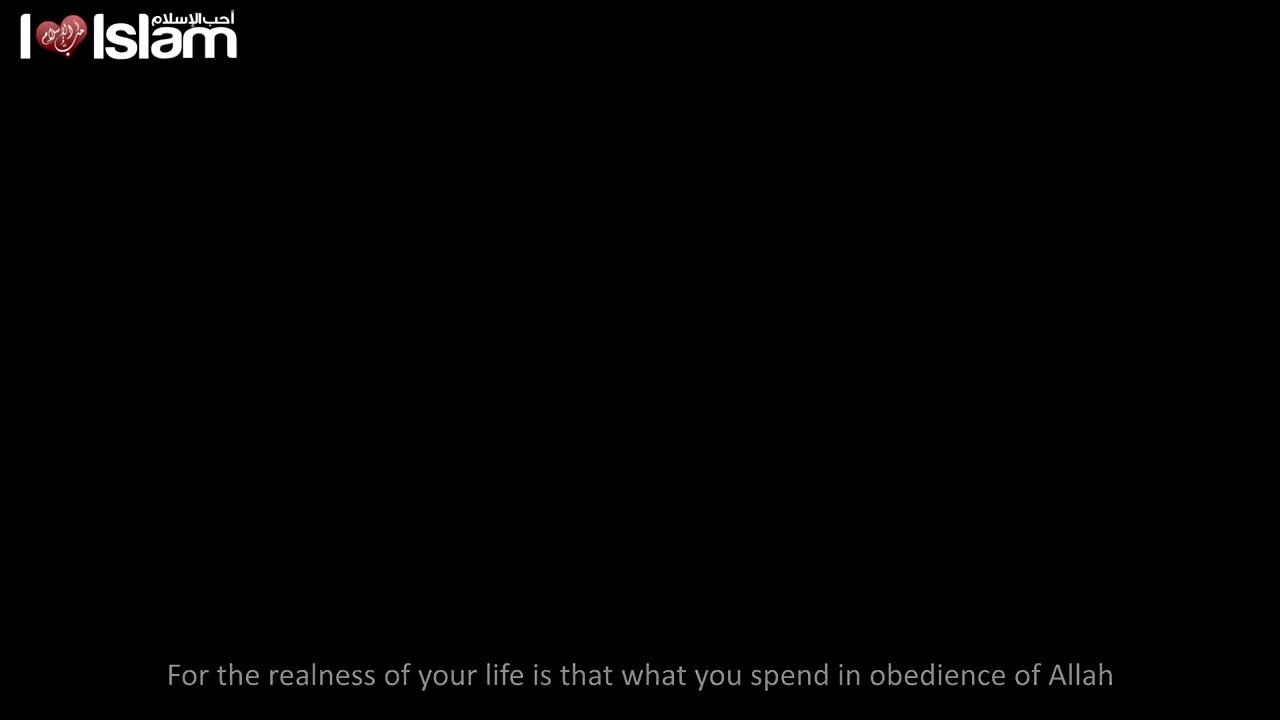 أحب الإسلام
I Islam
For the realness of your life is that what you spend in obedience of Allah